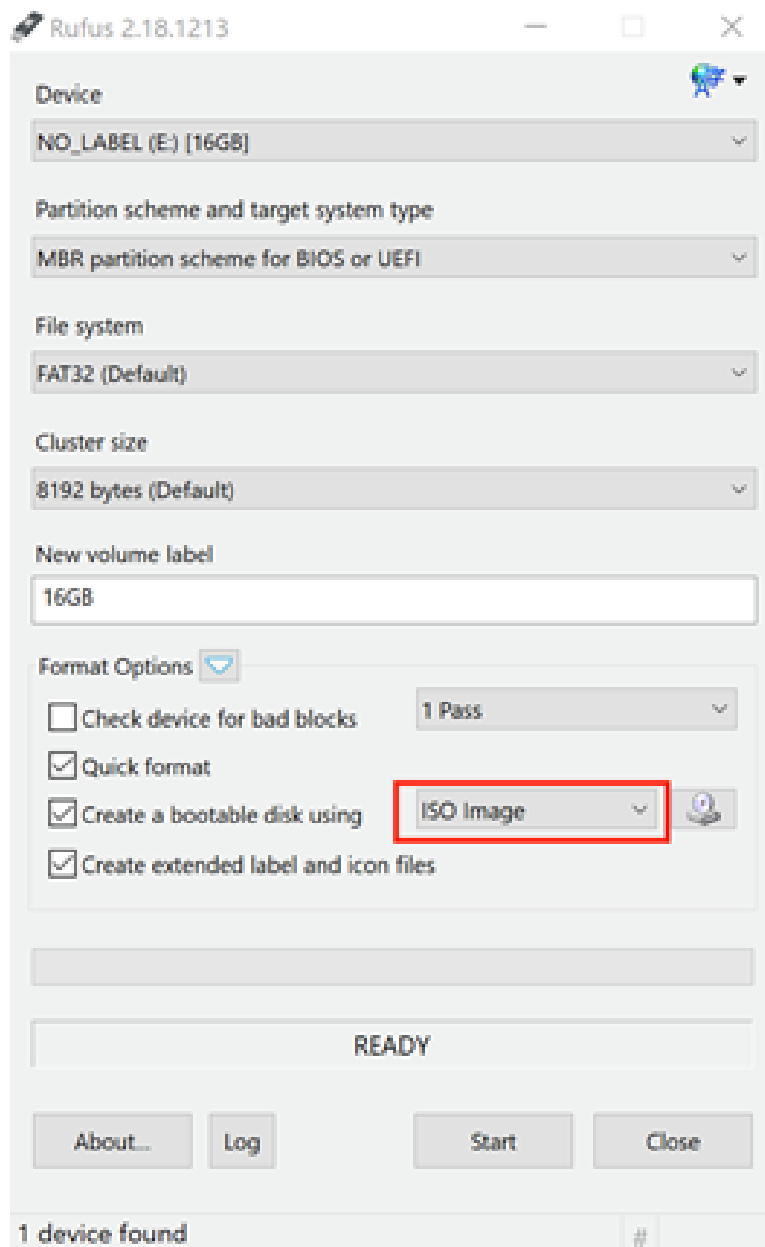 Rufus 2.18.1213
Device
NO_LABEL (E:) [16GB]
Partition scheme and target system type
MBR partition scheme for BIOS or UEFI
File system
FAT32 (Default)
Cluster size
8192 bytes (Default)
New volume label
16GB
Format Options
Check device for bad blocks 1 Pass
Quick format
Create a bootable disk using ISO Image
Create extended label and icon files
READY
About... Log Start Close
1 device found #